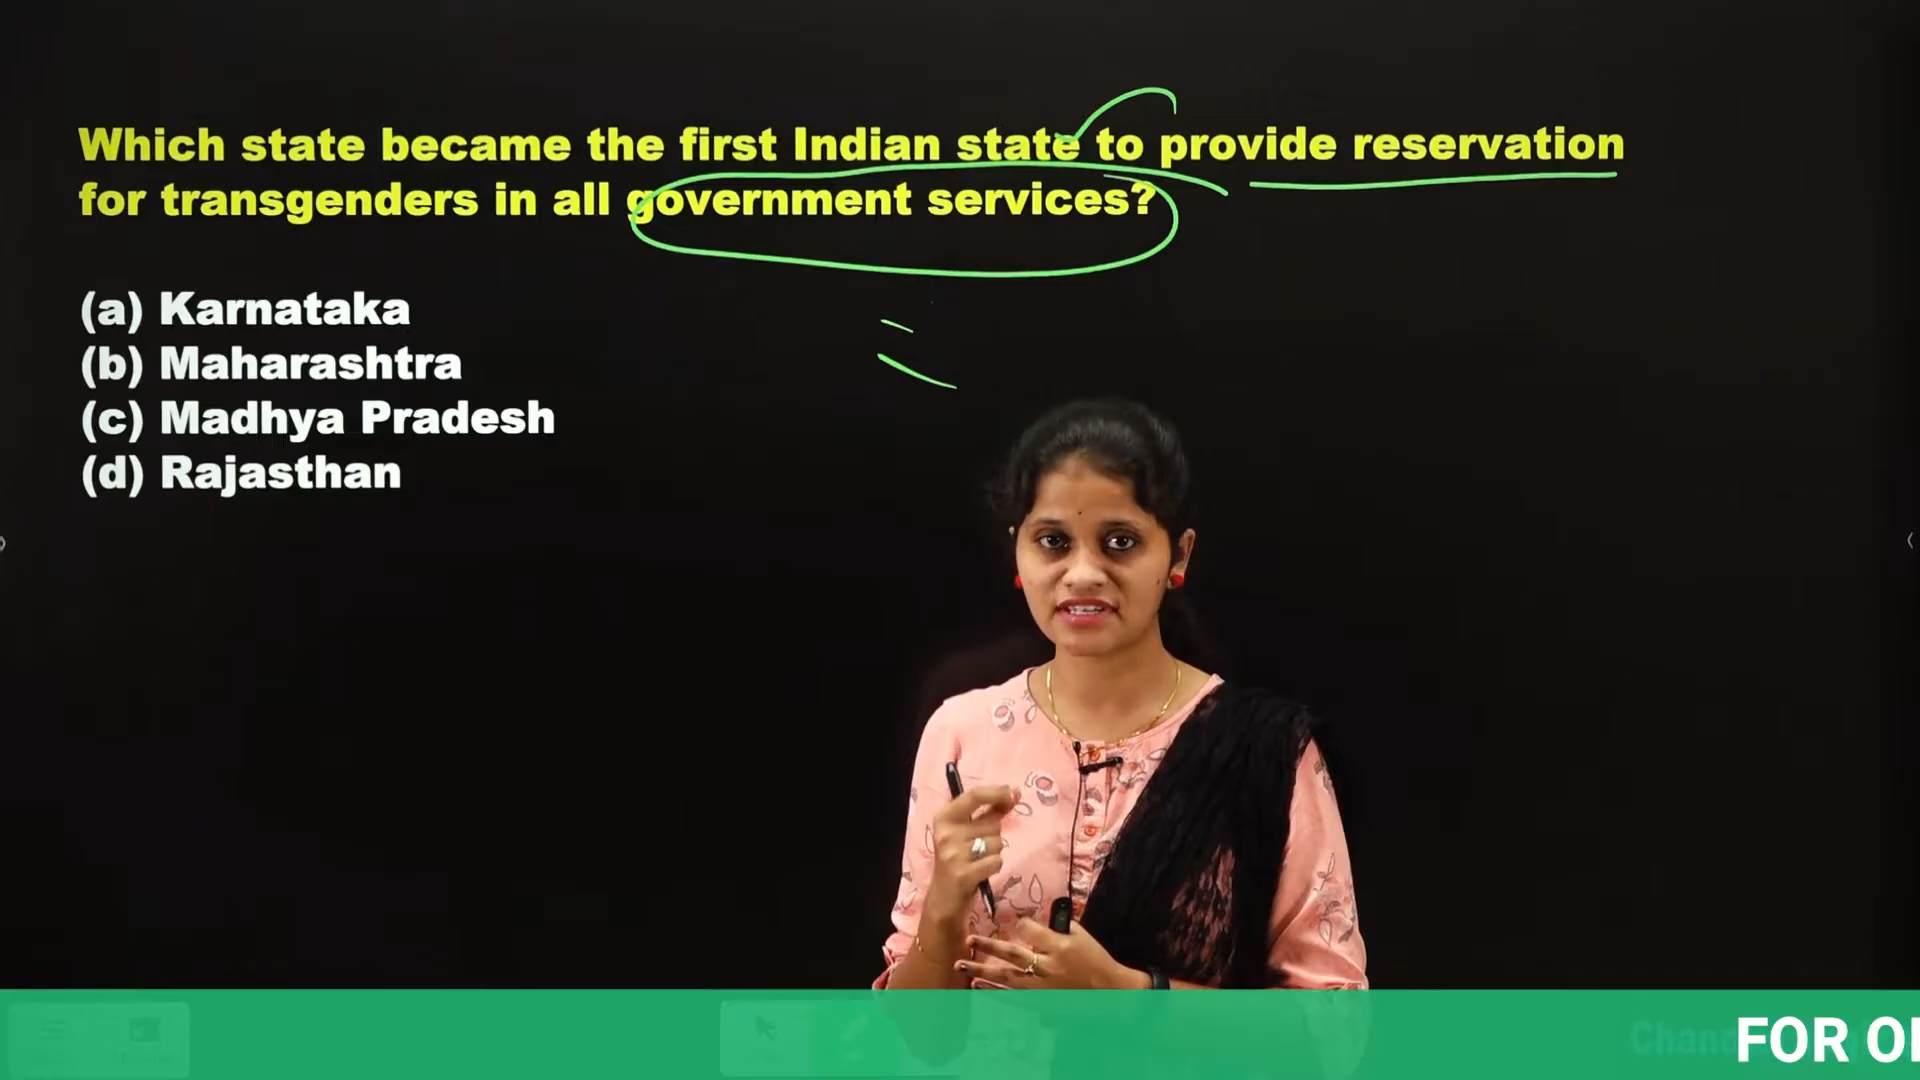 Which state became the first Indian state to provide reservation
for transgenders in all government services?
(a) Karnataka
(b) Maharashtra
(c) Madhya Pradesh
(d) Rajasthan
FOR